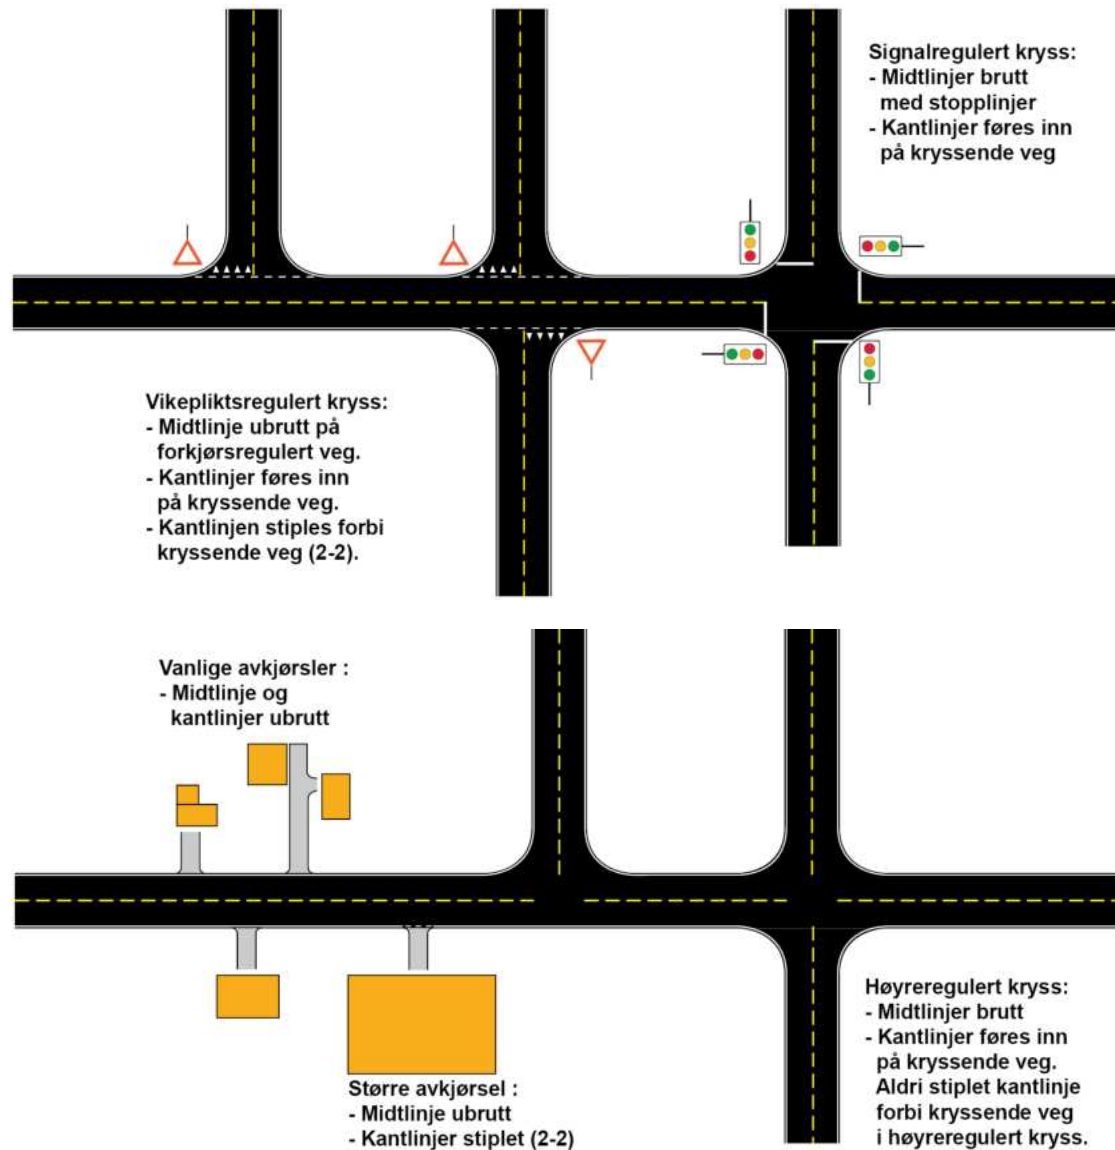 Signalregulert kryss:
- Midtlinjer brutt
med stopplinjer
- Kantlinjer føres inn
på kryssende veg
Vikepliktsregulert kryss:
- Midtlinje ubrutt på
forkjørsregulert veg.
- Kantlinjer føres inn
på kryssende veg.
- Kantlinjen stiples forbi
kryssende veg (2-2).
Vanlige avkjørsler :
- Midtlinje og
kantlinjer ubrutt
Større avkjørsel :
- Midtlinje ubrutt
- Kantlinjer stiplet (2-2)
Høyreregulert kryss:
- Midtlinjer brutt
- Kantlinjer føres inn
på kryssende veg.
Aldri stiplet kantlinje
forbi kryssende veg
i høyreregulert kryss.